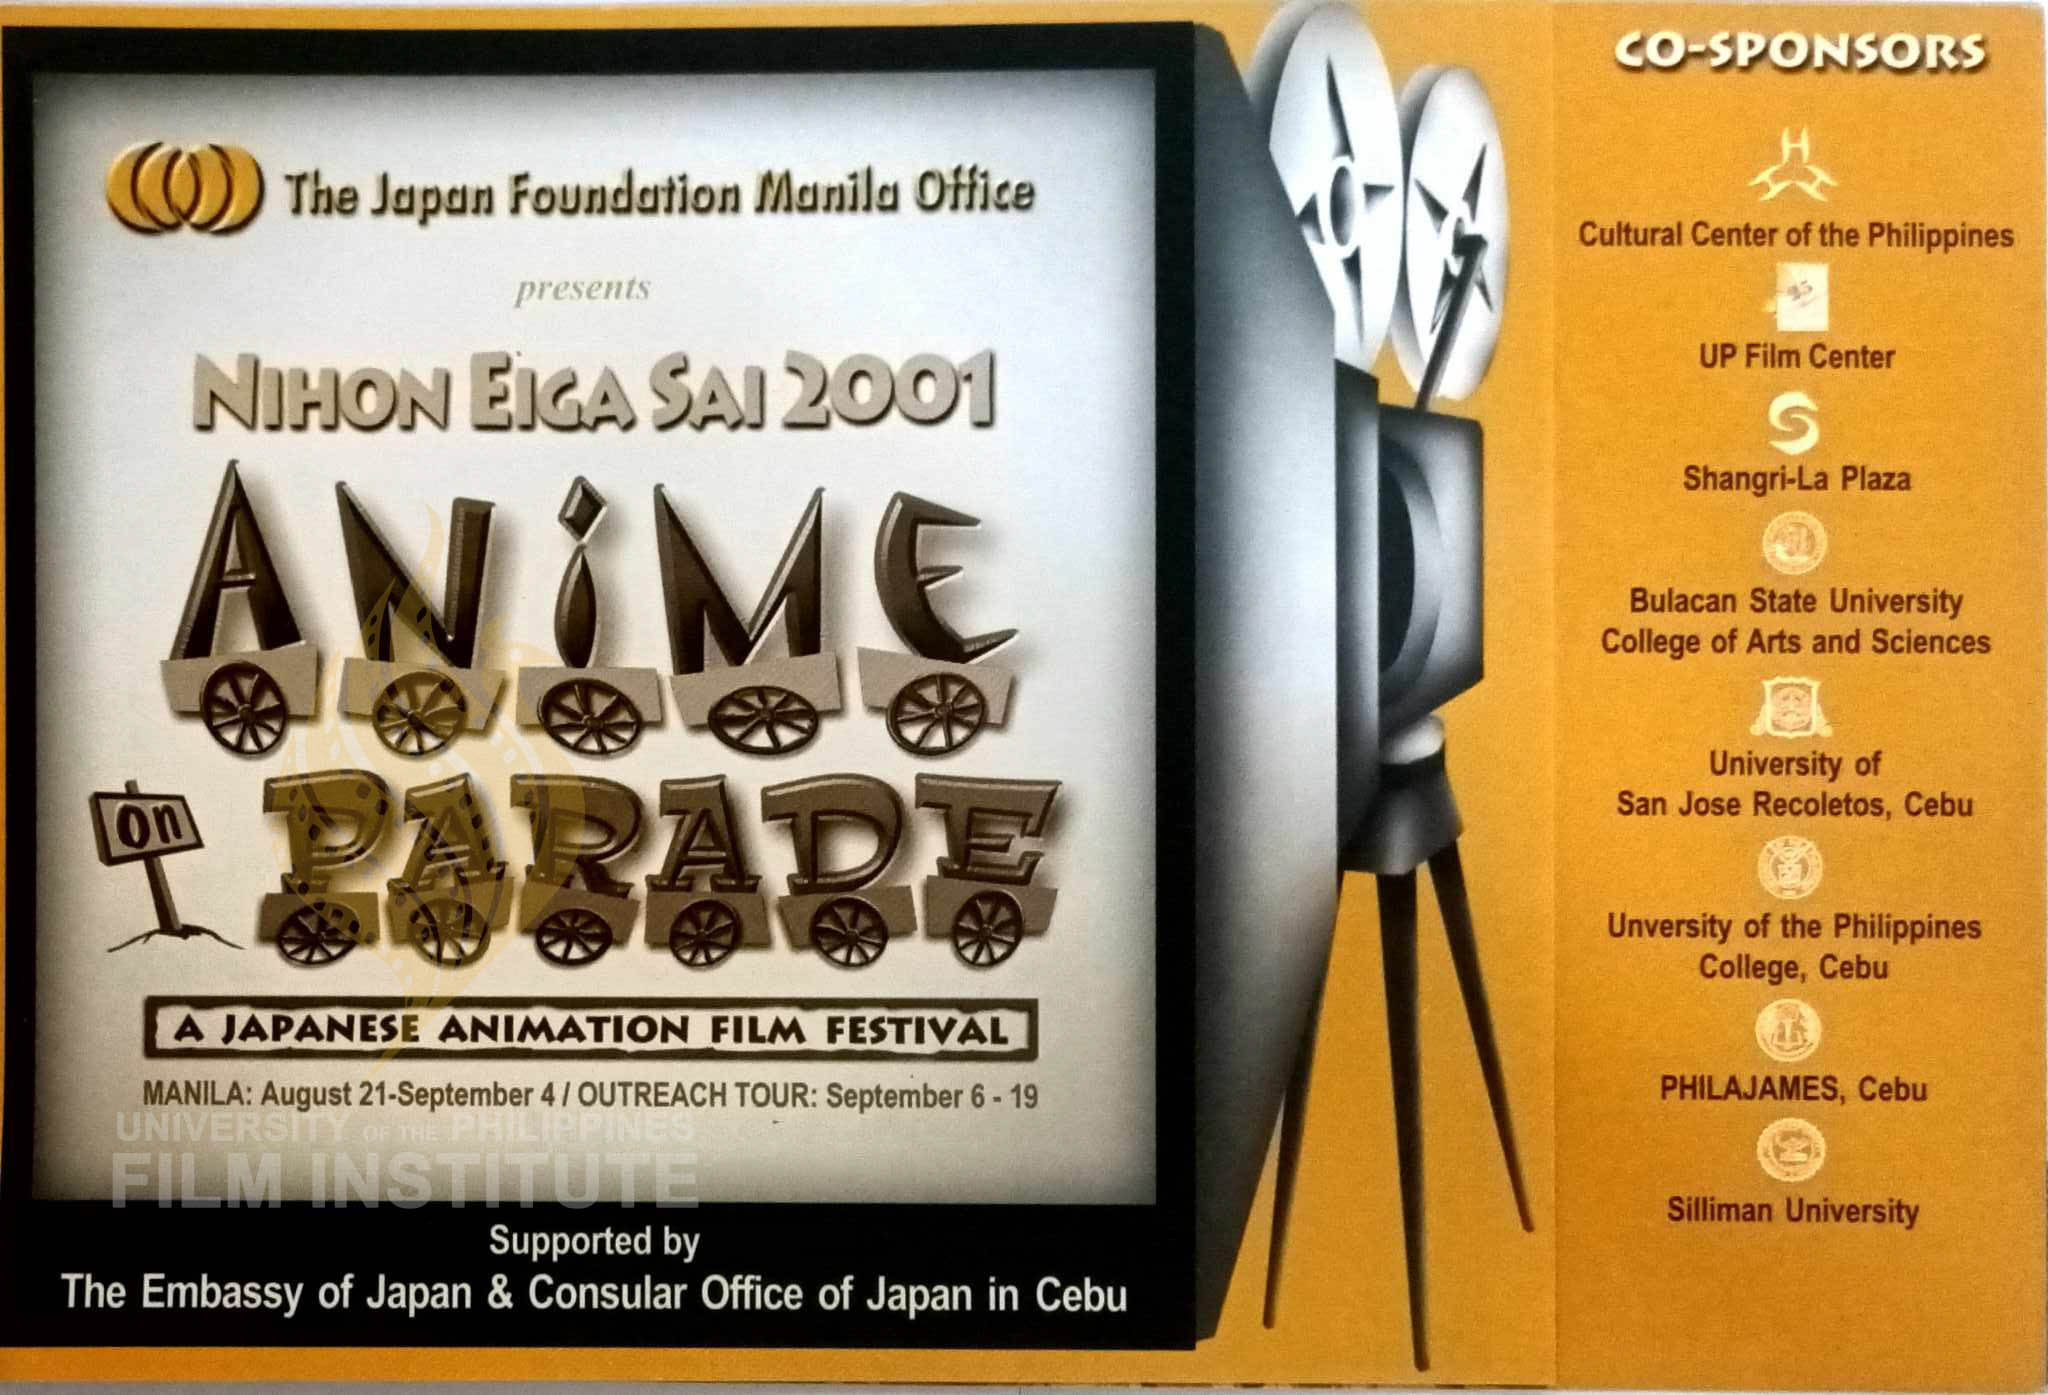 The Japan Foundation Manila Office
presents
NIHON EIGA SAI 2001
ANiME
on PARADE
A JAPANESE ANIMATION FILM FESTIVAL
MANILA: August 21-September 4 / OUTREACH TOUR: September 6 - 19
UNIVERSITY OF THE PHILIPPINES
FILM INSTITUTE
Supported by
The Embassy of Japan & Consular Office of Japan in Cebu
CO-SPONSORS
Cultural Center of the Philippines
UP Film Center
Shangri-La Plaza
Bulacan State University
College of Arts and Sciences
University of
San Jose Recoletos, Cebu
Unversity of the Philippines
College, Cebu
PHILAJAMES, Cebu
Silliman University